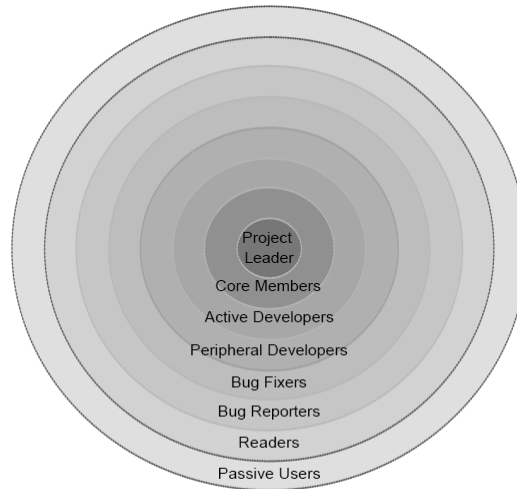 Project
Leader
Core Members
Active Developers
Peripheral Developers
Bug Fixers
Bug Reporters
Readers
Passive Users